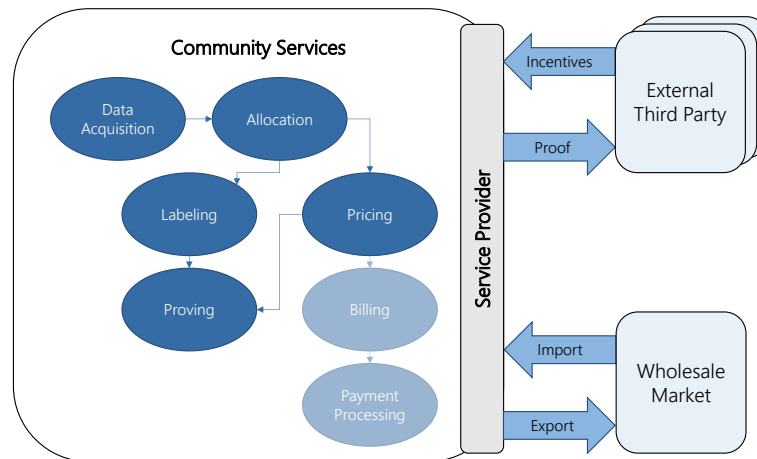 Community Services
Data
Acquisition
Allocation
Labeling
Pricing
Proving
Billing
Payment
Processing
Service Provider
Incentives
Proof
External
Third Party
Import
Export
Wholesale
Market